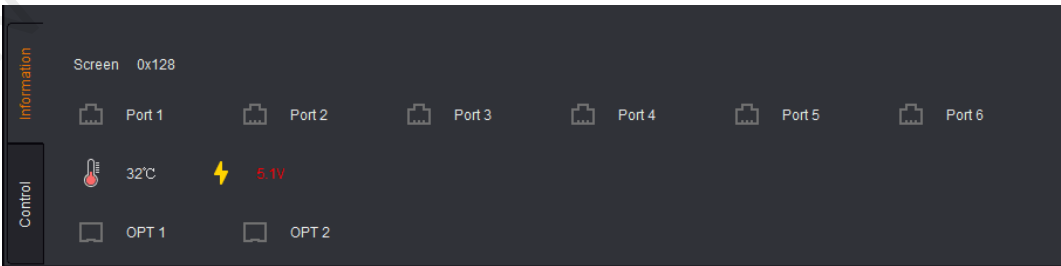 Information
Screen 0x128
Port 1 Port 2 Port 3 Port 4 Port 5 Port 6
32℃ 5.1V
Control
OPT 1 OPT 2